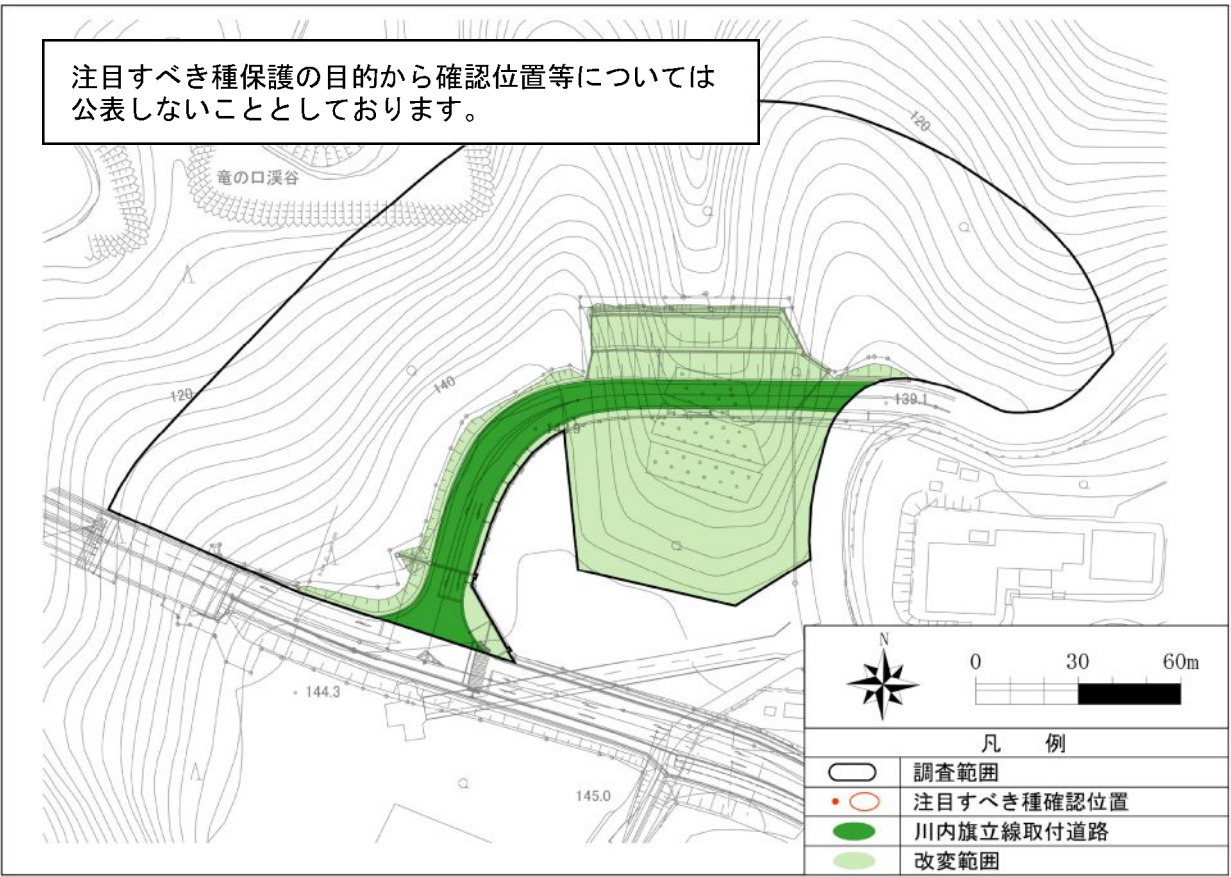 注目すべき種保護の目的から確認位置等については
公表しないこととしております。
120
竜の口渓谷
120
140
139.1
144.3
145.0
N
0 30 60m
凡 例
調査範囲
注目すべき種確認位置
川内旗立線取付道路
改変範囲